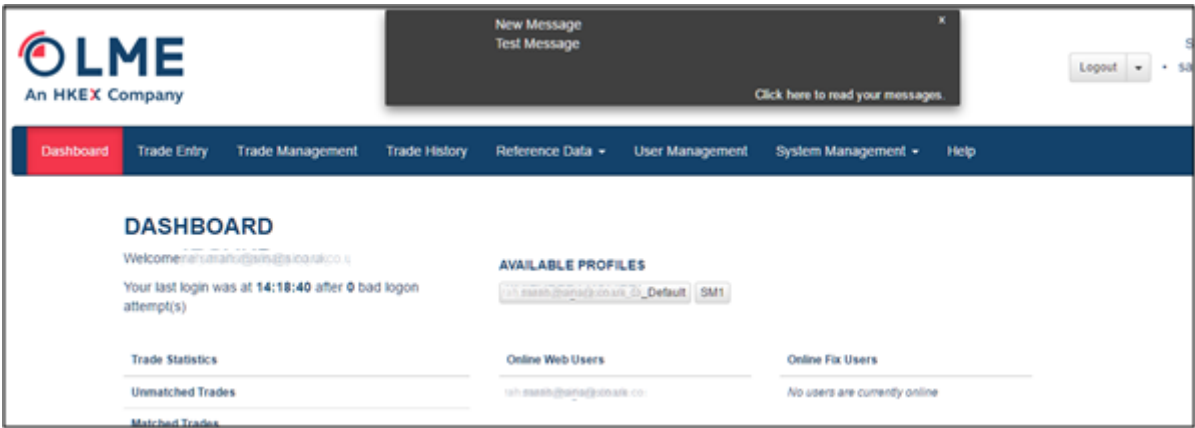 New Message
x
Test Message
Click here to read your messages.
LME
An HKEX Company
Logout
Dashboard Trade Entry Trade Management Trade History Reference Data User Management System Management Help
DASHBOARD
Welcome
Your last login was at 14:18:40 after 0 bad logon
attempt(s)
AVAILABLE PROFILES
_Default SM1
Trade Statistics Online Web Users Online Fix Users
Unmatched Trades No users are currently online
Matched Trades